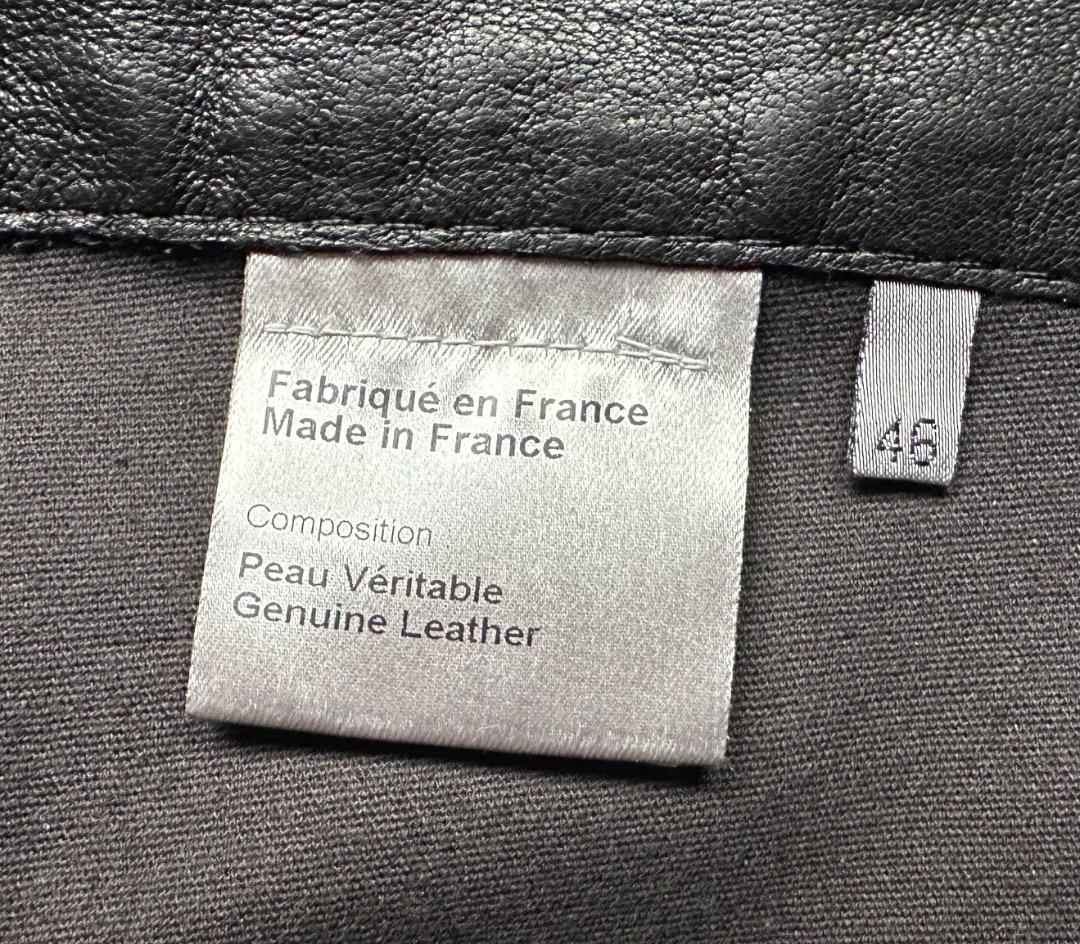 Fabriqué en France
Made in France
Composition
Peau Véritable
Genuine Leather
46